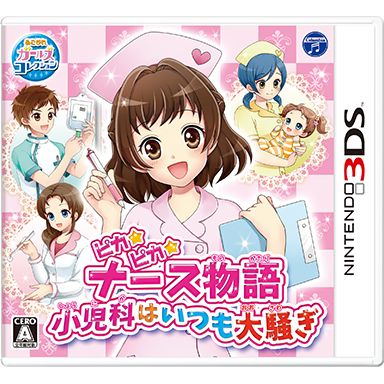 あこがれ
ガールズ
コレクション
Columbia
NINTENDO 3DS
ピカ☆
ピカ☆
ナース物語
小児科はいつも大騒ぎ
CERO
A